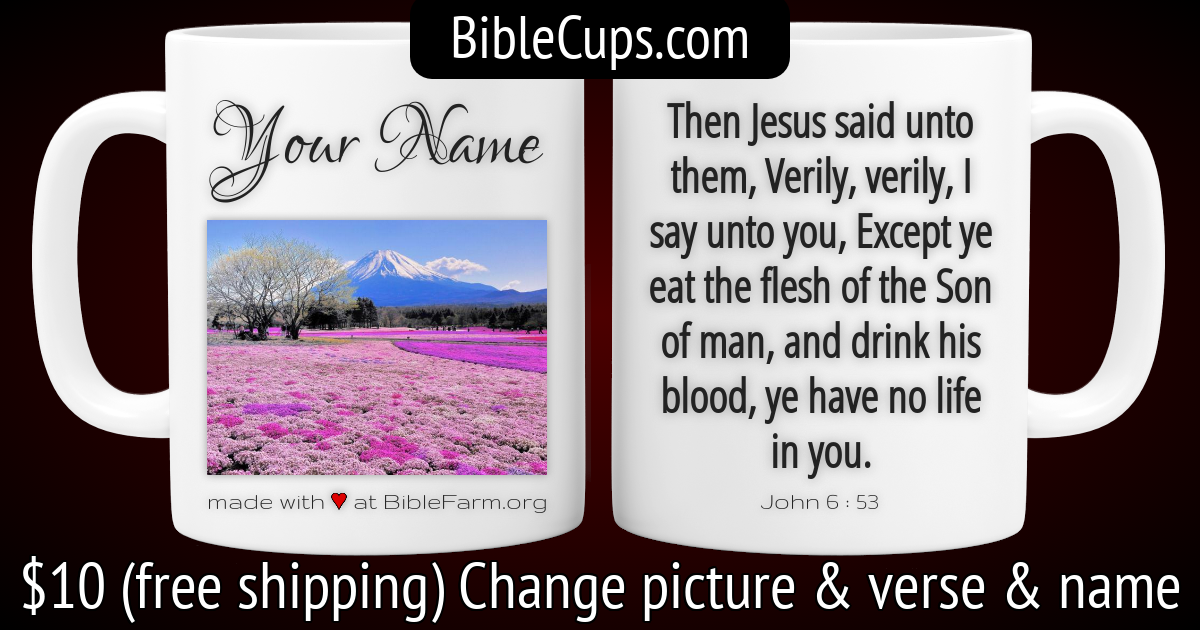 BibleCups.com
Your Name
made with ♥ at BibleFarm.org
Then Jesus said unto
them, Verily, verily, I
say unto you, Except ye
eat the flesh of the Son
of man, and drink his
blood, ye have no life
in you.
John 6 : 53
$10 (free shipping) Change picture & verse & name